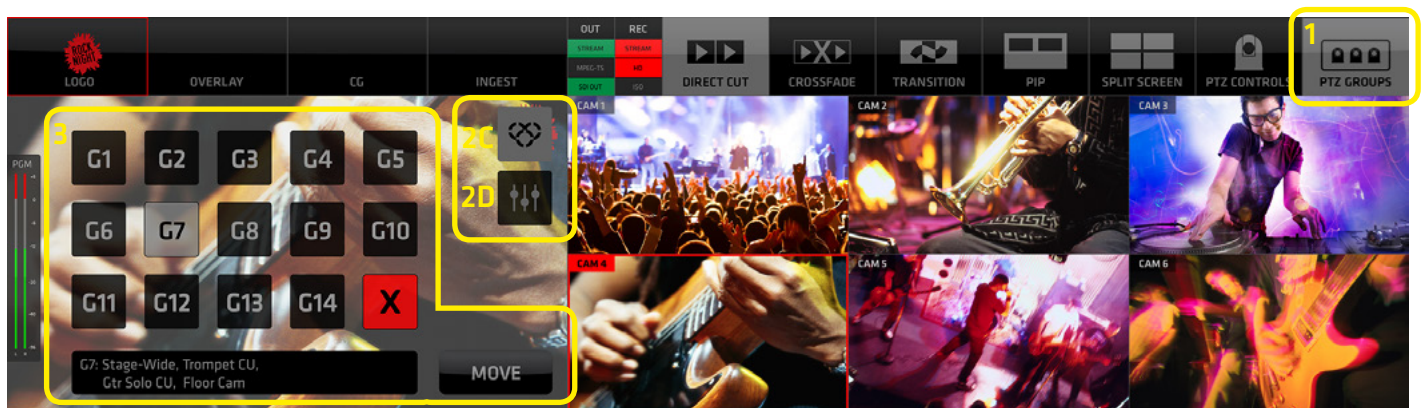 ROCK
NIGHT
LOGO
OVERLAY
CG
INGEST
OUT
REC
STREAM
STREAM
MPEG-TS
HD
SDI OUT
ISO
DIRECT CUT
CROSSFADE
TRANSITION
PIP
SPLIT SCREEN
PTZ CONTROLS
1
PTZ GROUPS
3
G1
G2
G3
G4
G5
G6
G7
G8
G9
G10
G11
G12
G13
G14
X
G7: Stage-Wide, Trompet CU,
Gtr Solo CU, Floor Cam
MOVE
2C
2D
PGM
L R
CAM 1
CAM 2
CAM 3
CAM 4
CAM 5
CAM 6